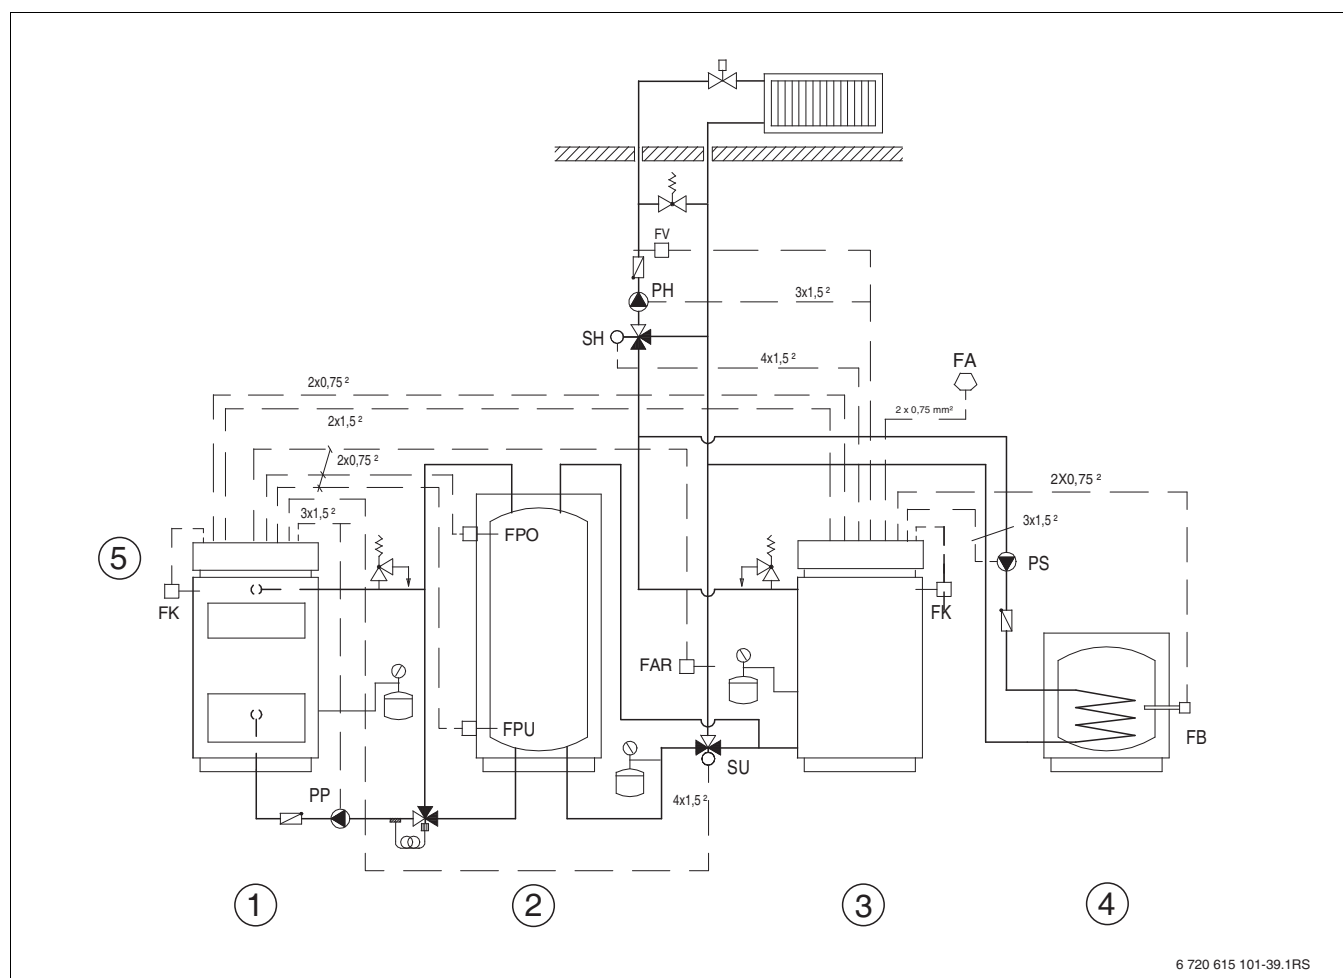 FV
PH
3x1,5 ²
SH
4x1,5 ²
FA
2x0,75 ²
2 x 0,75 mm²
2x1,5 ²
2x0,75 ²
2X0,75 ²
3x1,5 ²
3x1,5 ²
FPO
5
PS
FK
FK
FAR
FPU
FB
SU
PP
4x1,5 ²
1
2
3
4
6 720 615 101-39.1RS